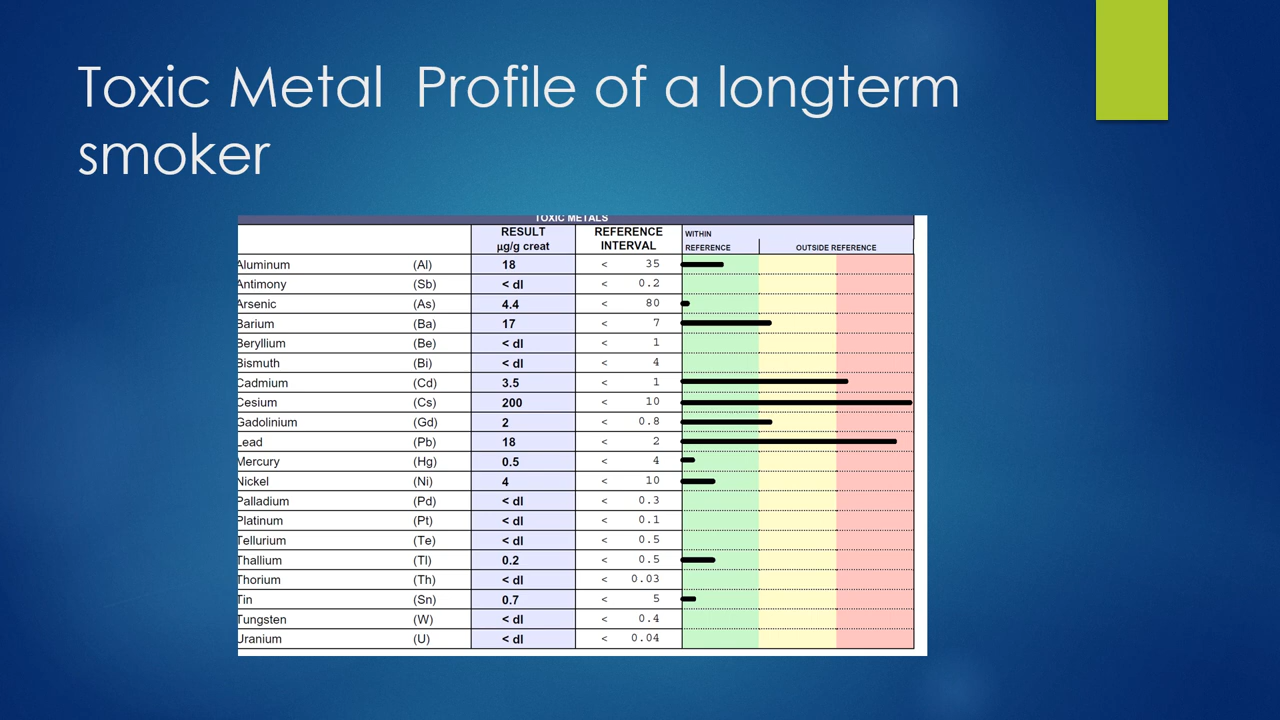 Toxic Metal  Profile of a longterm
smoker
TOXIC METALS
RESULT REFERENCE WITHIN
µg/g creat INTERVAL REFERENCE OUTSIDE REFERENCE
Aluminum (Al) 18 < 35
Antimony (Sb) < dl < 0.2
Arsenic (As) 4.4 < 80
Barium (Ba) 17 < 7
Beryllium (Be) < dl < 1
Bismuth (Bi) < dl < 4
Cadmium (Cd) 3.5 < 1
Cesium (Cs) 200 < 10
Gadolinium (Gd) 2 < 0.8
Lead (Pb) 18 < 2
Mercury (Hg) 0.5 < 4
Nickel (Ni) 4 < 10
Palladium (Pd) < dl < 0.3
Platinum (Pt) < dl < 0.1
Tellurium (Te) < dl < 0.5
Thallium (Tl) 0.2 < 0.5
Thorium (Th) < dl < 0.03
Tin (Sn) 0.7 < 5
Tungsten (W) < dl < 0.4
Uranium (U) < dl < 0.04